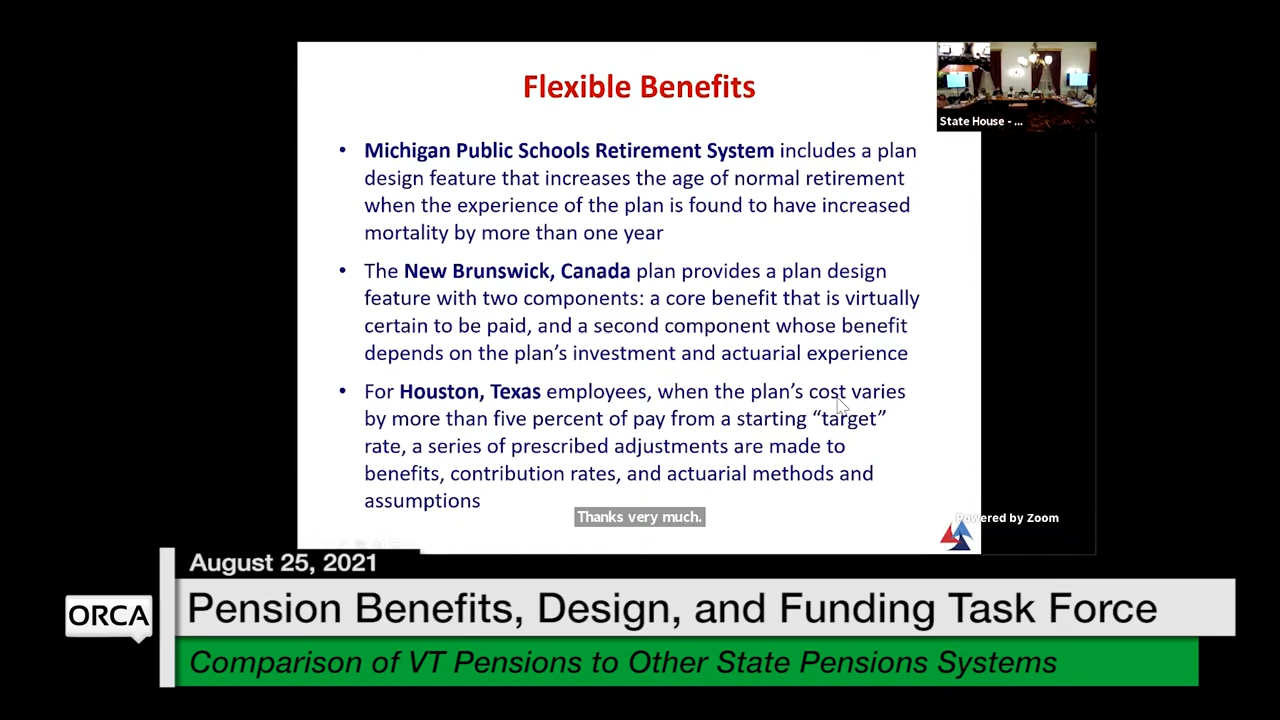 Flexible Benefits
State House - ...
• Michigan Public Schools Retirement System includes a plan
design feature that increases the age of normal retirement
when the experience of the plan is found to have increased
mortality by more than one year
• The New Brunswick, Canada plan provides a plan design
feature with two components: a core benefit that is virtually
certain to be paid, and a second component whose benefit
depends on the plan’s investment and actuarial experience
• For Houston, Texas employees, when the plan’s cost varies
by more than five percent of pay from a starting “target”
rate, a series of prescribed adjustments are made to
benefits, contribution rates, and actuarial methods and
assumptions
Thanks very much.
Powered by Zoom
August 25, 2021
ORCA
Pension Benefits, Design, and Funding Task Force
Comparison of VT Pensions to Other State Pensions Systems